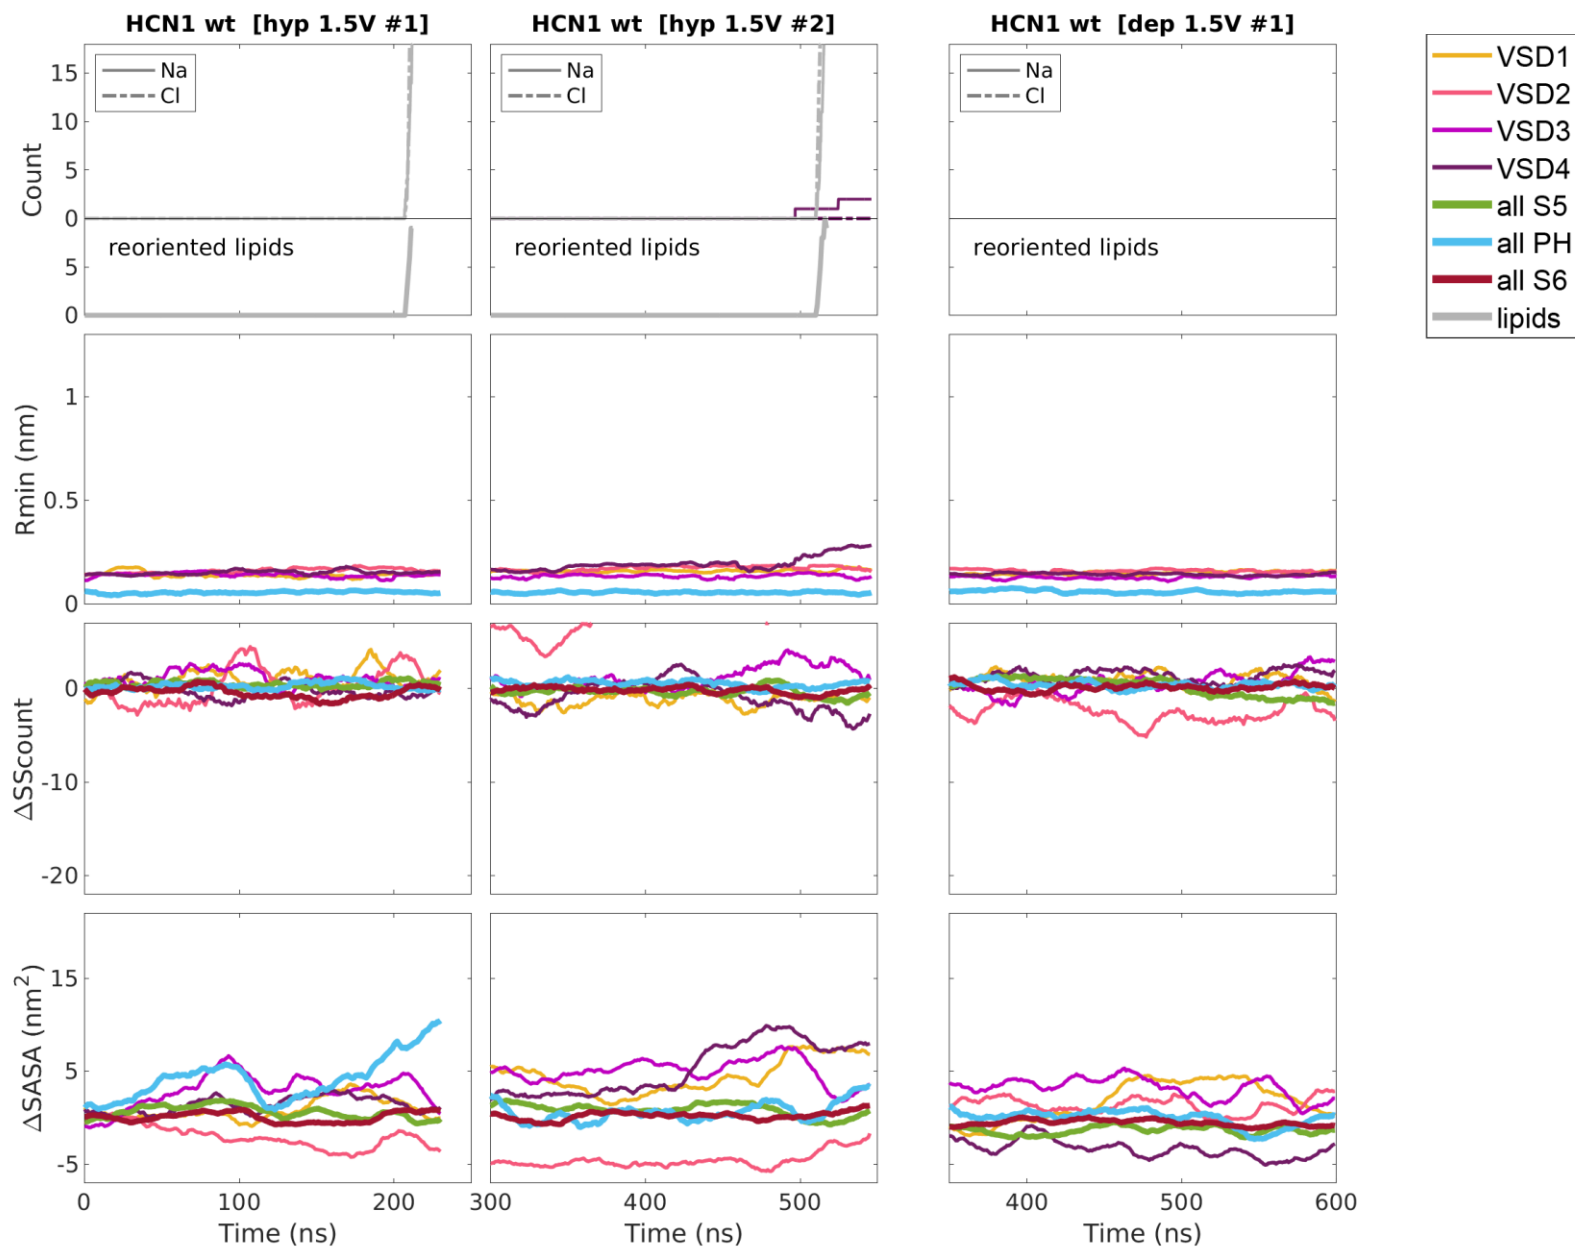 HCN1 wt [hyp 1.5V #1]
HCN1 wt [hyp 1.5V #2]
HCN1 wt [dep 1.5V #1]
Na
Cl
Na
Cl
Na
Cl
VSD1
VSD2
VSD3
VSD4
all S5
all PH
all S6
lipids
Count
15
10
5
0
5
0
reoriented lipids
reoriented lipids
reoriented lipids
Rmin (nm)
1
0.5
0
ΔSScount
0
-10
-20
ΔSASA (nm²)
15
5
-5
0
100
200
300
400
500
400
500
600
Time (ns)
Time (ns)
Time (ns)